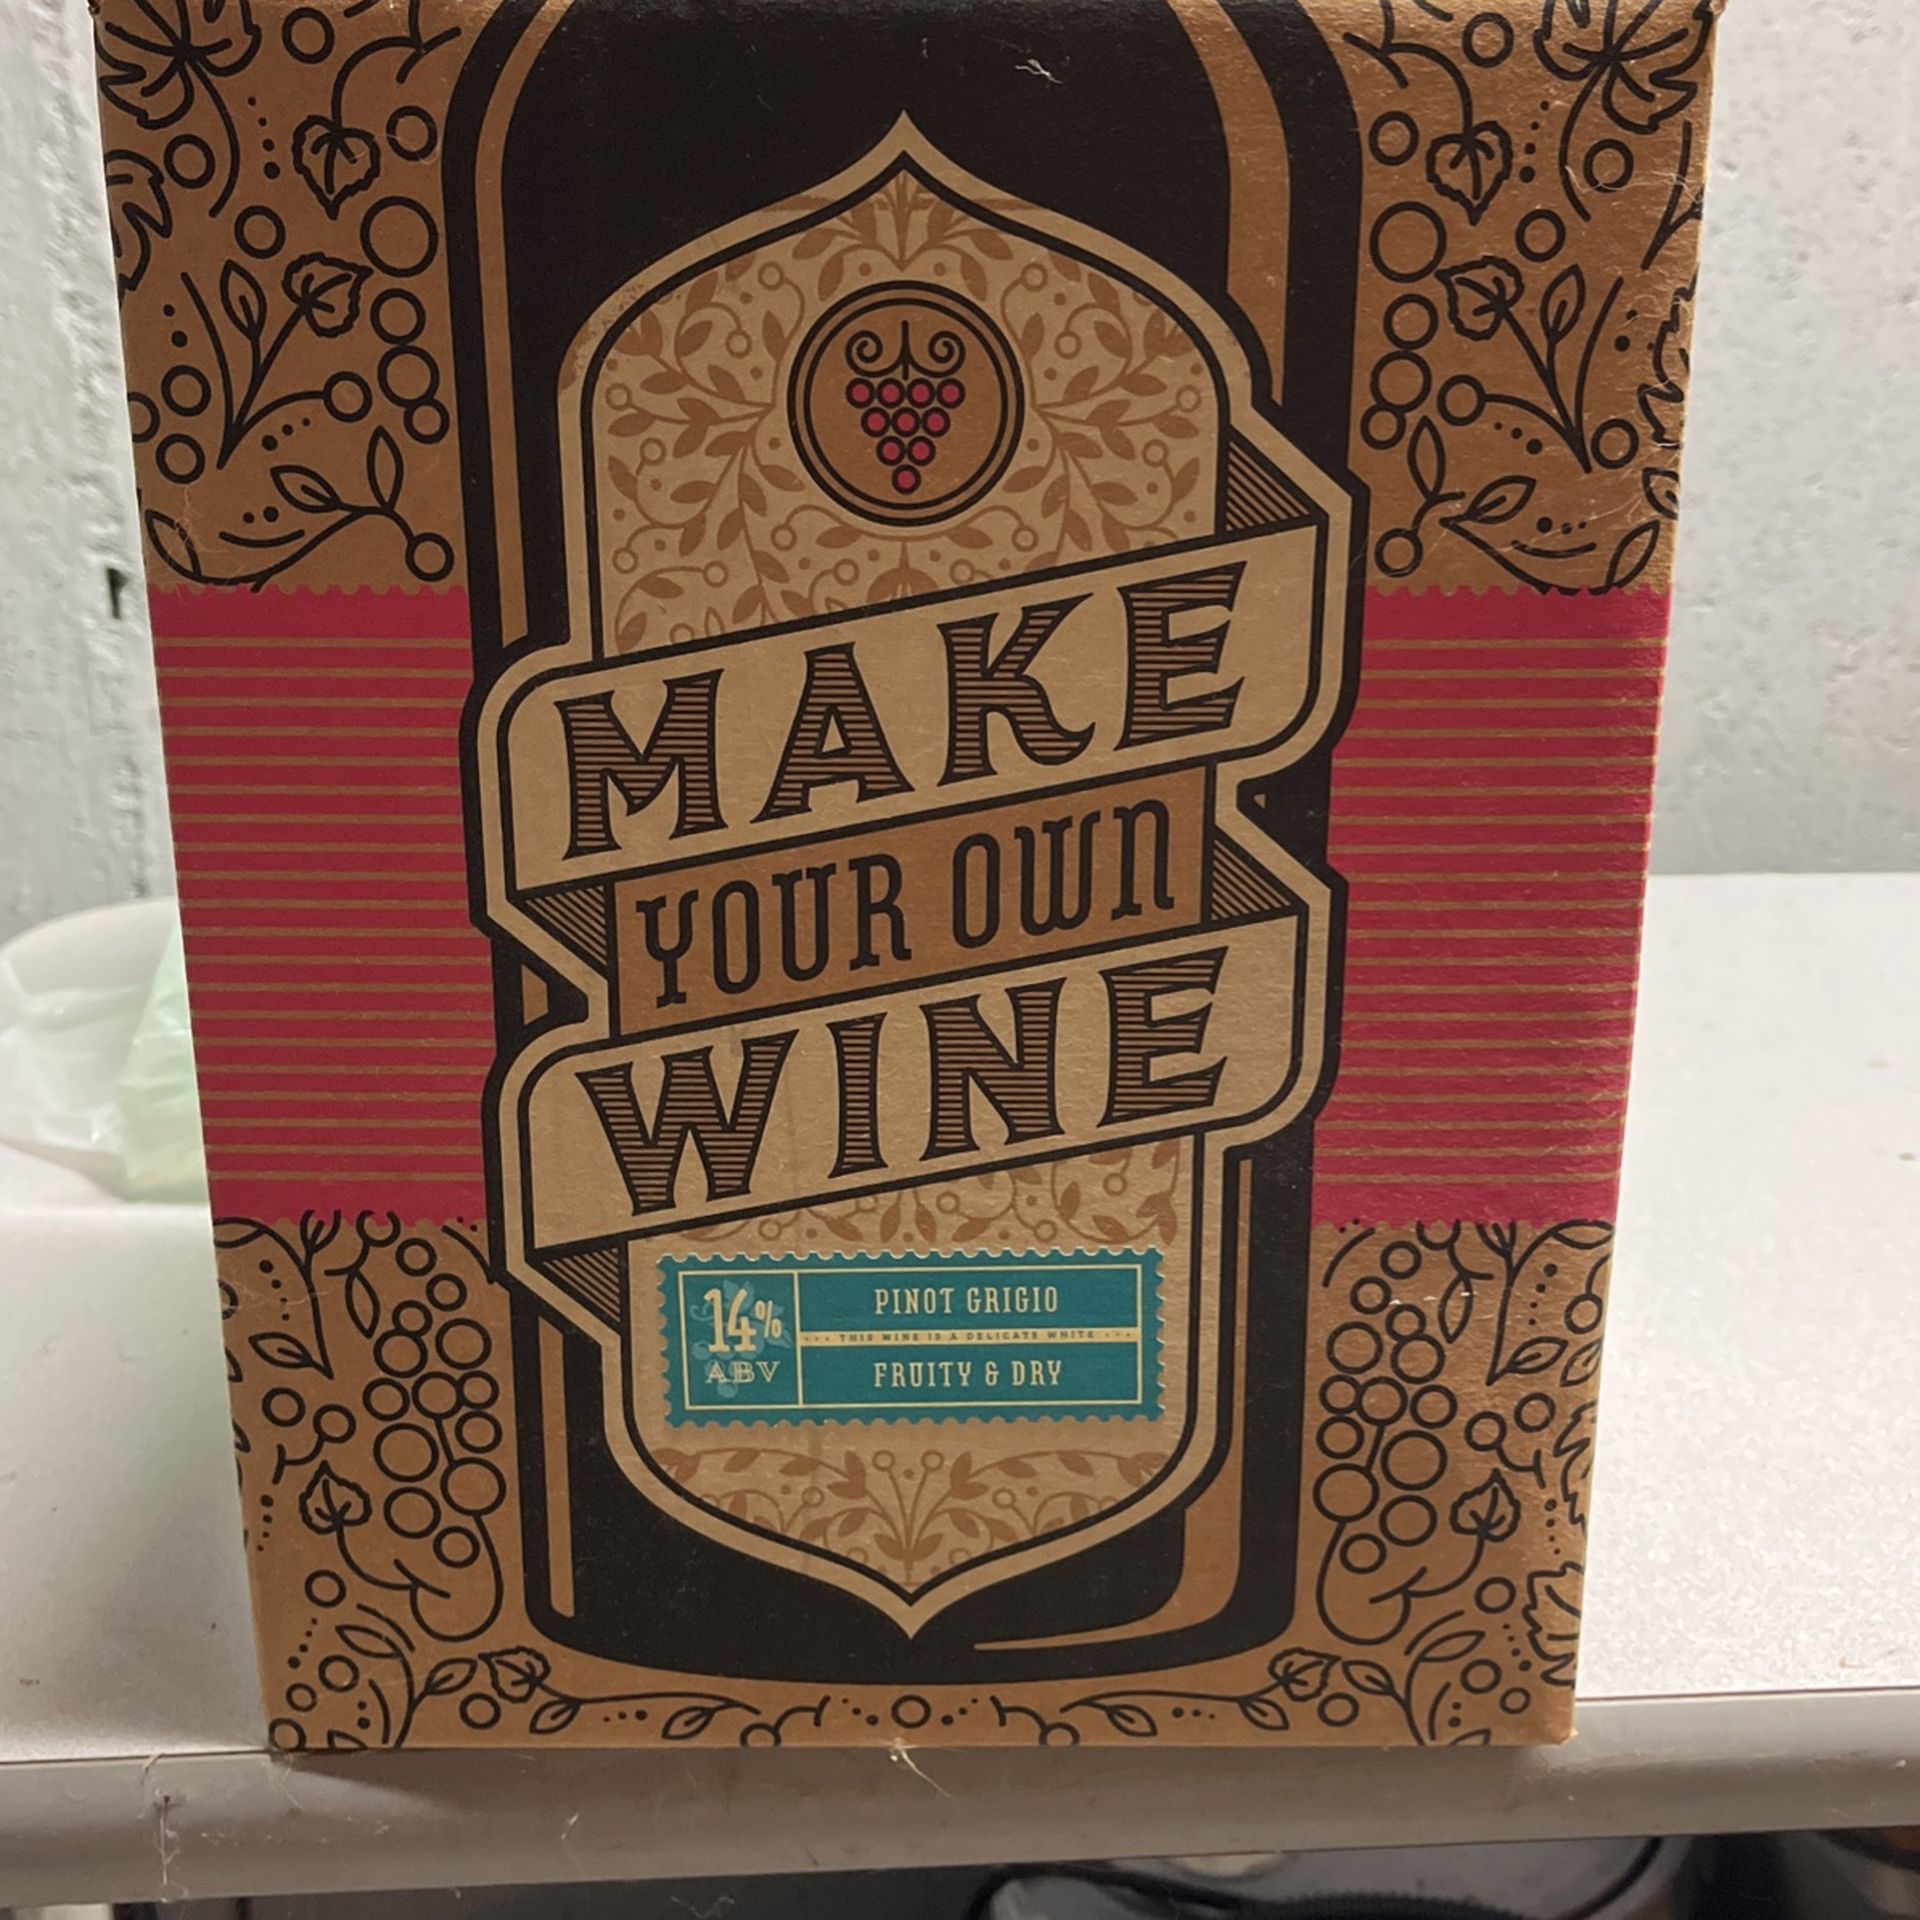 MAKE
YOUR OWN
WINE
14%
ABV
PINOT GRIGIO
THIS WINE IS A DELICATE WHITE
FRUITY & DRY